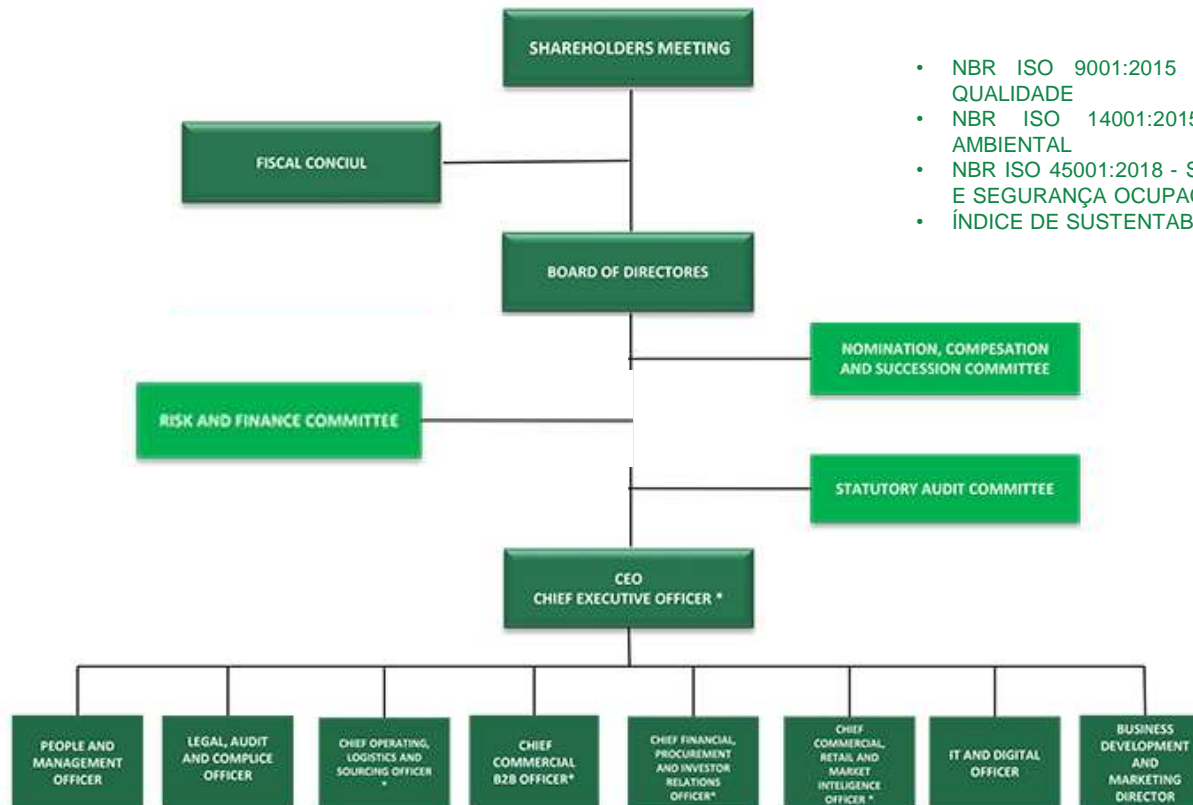 SHAREHOLDERS MEETING
• NBR ISO 9001:2015
QUALIDADE
• NBR ISO 14001:2015
AMBIENTAL
• NBR ISO 45001:2018 - S
E SEGURANÇA OCUPAC
• ÍNDICE DE SUSTENTAB
FISCAL CONCIUL
BOARD OF DIRECTORES
NOMINATION, COMPESATION
AND SUCCESSION COMMITTEE
RISK AND FINANCE COMMITTEE
STATUTORY AUDIT COMMITTEE
CEO
CHIEF EXECUTIVE OFFICER *
PEOPLE AND
MANAGEMENT
OFFICER
LEGAL, AUDIT
AND COMPLICE
OFFICER
CHIEF OPERATING,
LOGISTICS AND
SOURCING OFFICER
*
CHIEF
COMMERCIAL
B2B OFFICER*
CHIEF FINANCIAL,
PROCUREMENT
AND INVESTOR
RELATIONS
OFFICER*
CHIEF
COMMERCIAL,
RETAIL AND
MARKET
INTELIGENCE
OFFICER *
IT AND DIGITAL
OFFICER
BUSINESS
DEVELOPMENT
AND
MARKETING
DIRECTOR